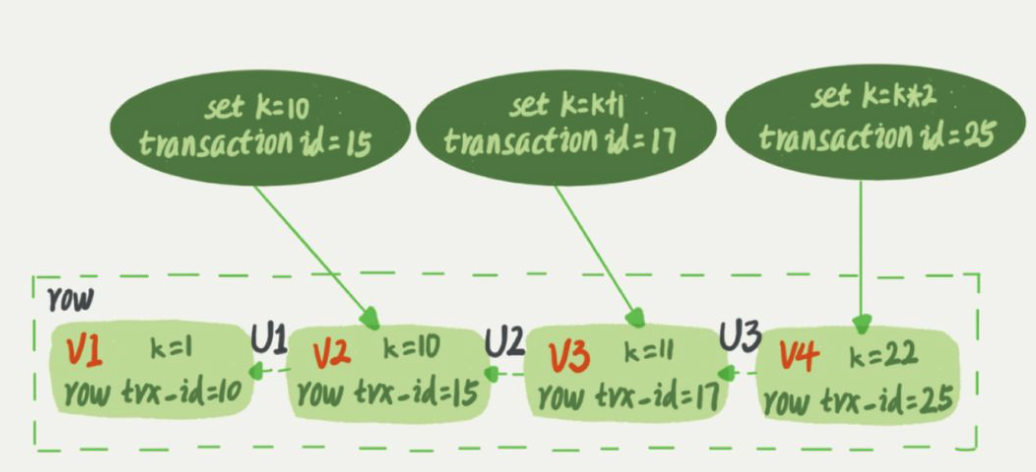 set k=10
transaction id=15
set k=k+1
transaction id=17
set k=k*2
transaction id=25
row
V1 k=1
row trx-id=10
U1
V2 k=10
row trx-id=15
U2
V3 k=11
row trx-id=17
U3
V4 k=22
row trx-id=25